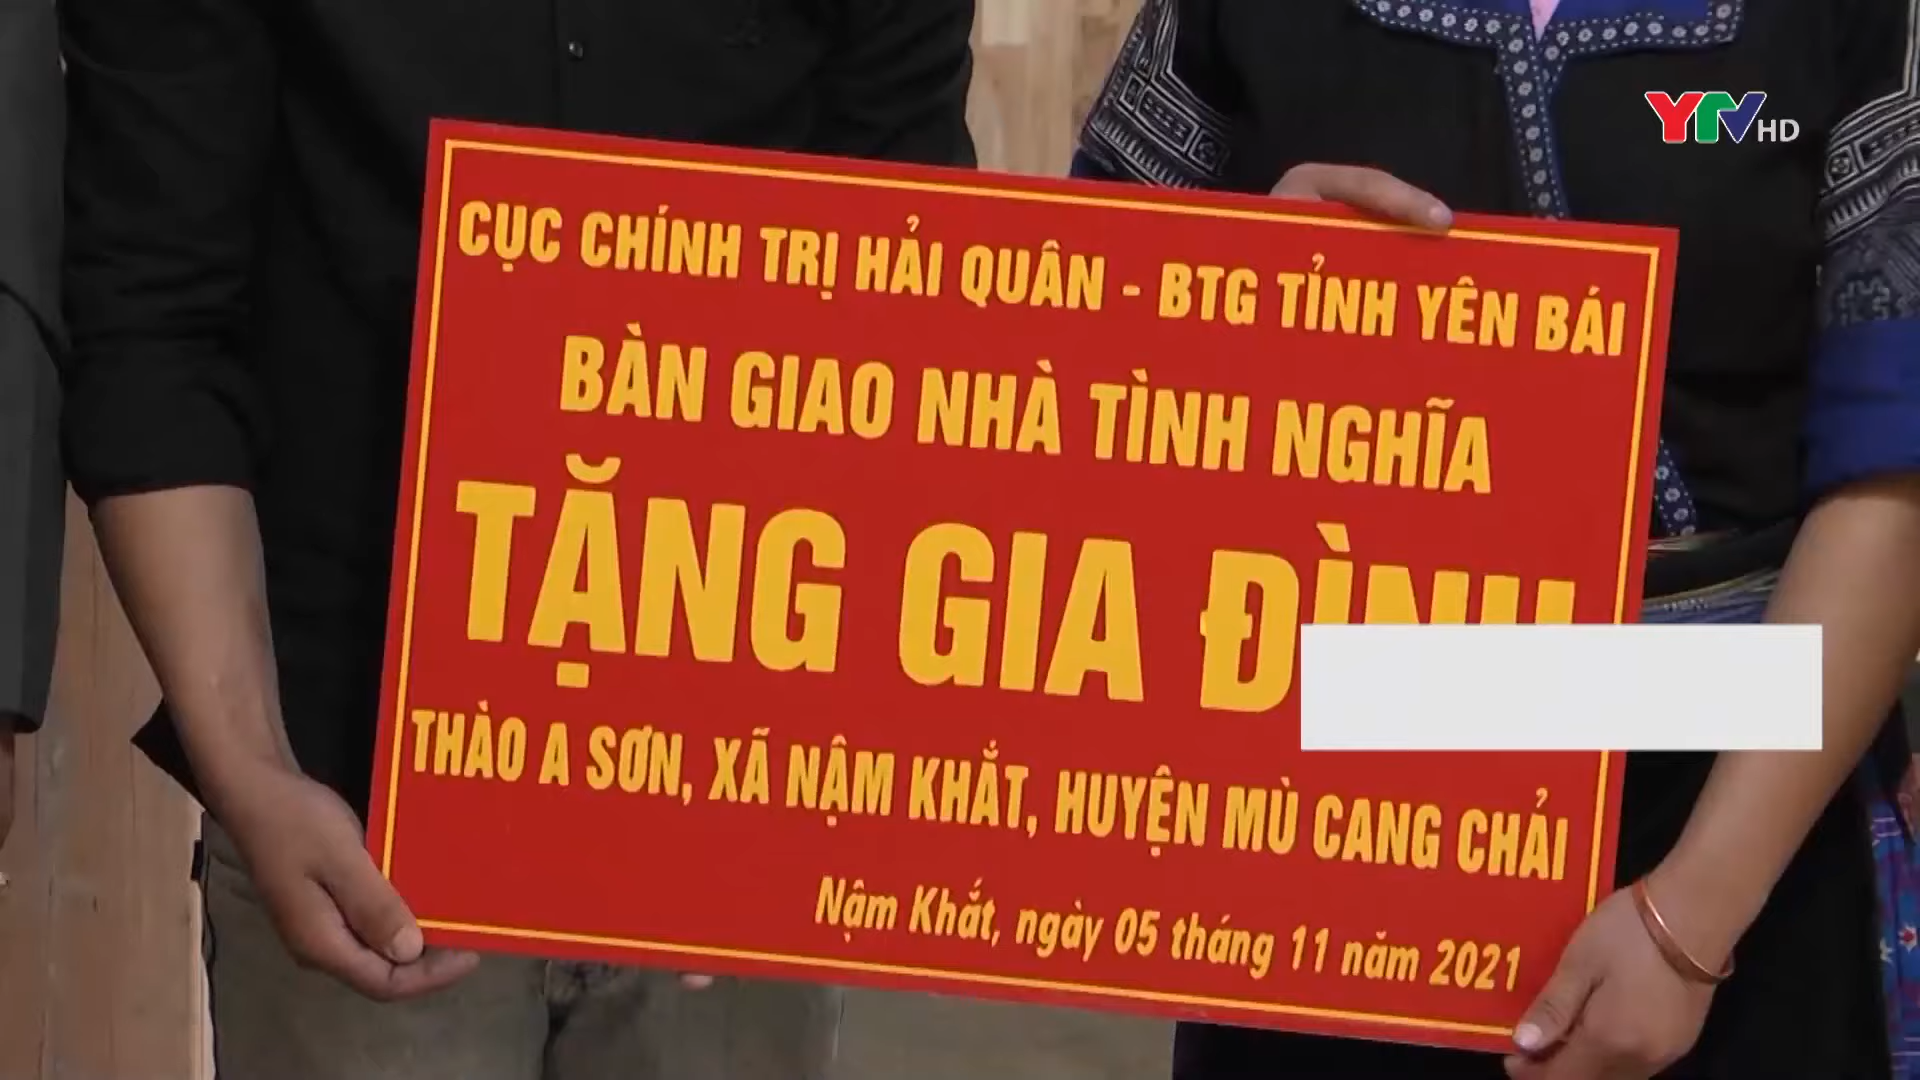 YTV HD
CỤC CHÍNH TRỊ HẢI QUÂN - BTG TỈNH YÊN BÁI
BÀN GIAO NHÀ TÌNH NGHĨA
TẶNG GIA ĐÌNH
THÀO A SƠN, XÃ NẬM KHẮT, HUYỆN MÙ CANG CHẢI
Nậm Khắt, ngày 05 tháng 11 năm 2021